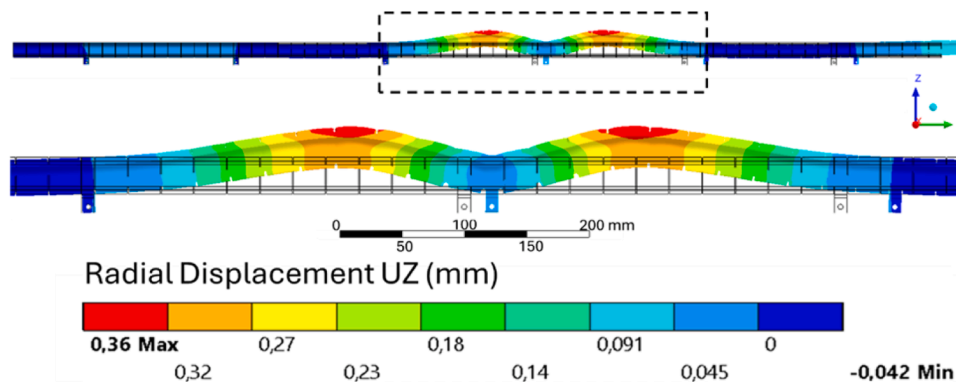 Z
0 100 200 mm
50 150
Radial Displacement UZ (mm)
0,36 Max 0,27 0,18 0,091 0
0,32 0,23 0,14 0,045 -0,042 Min